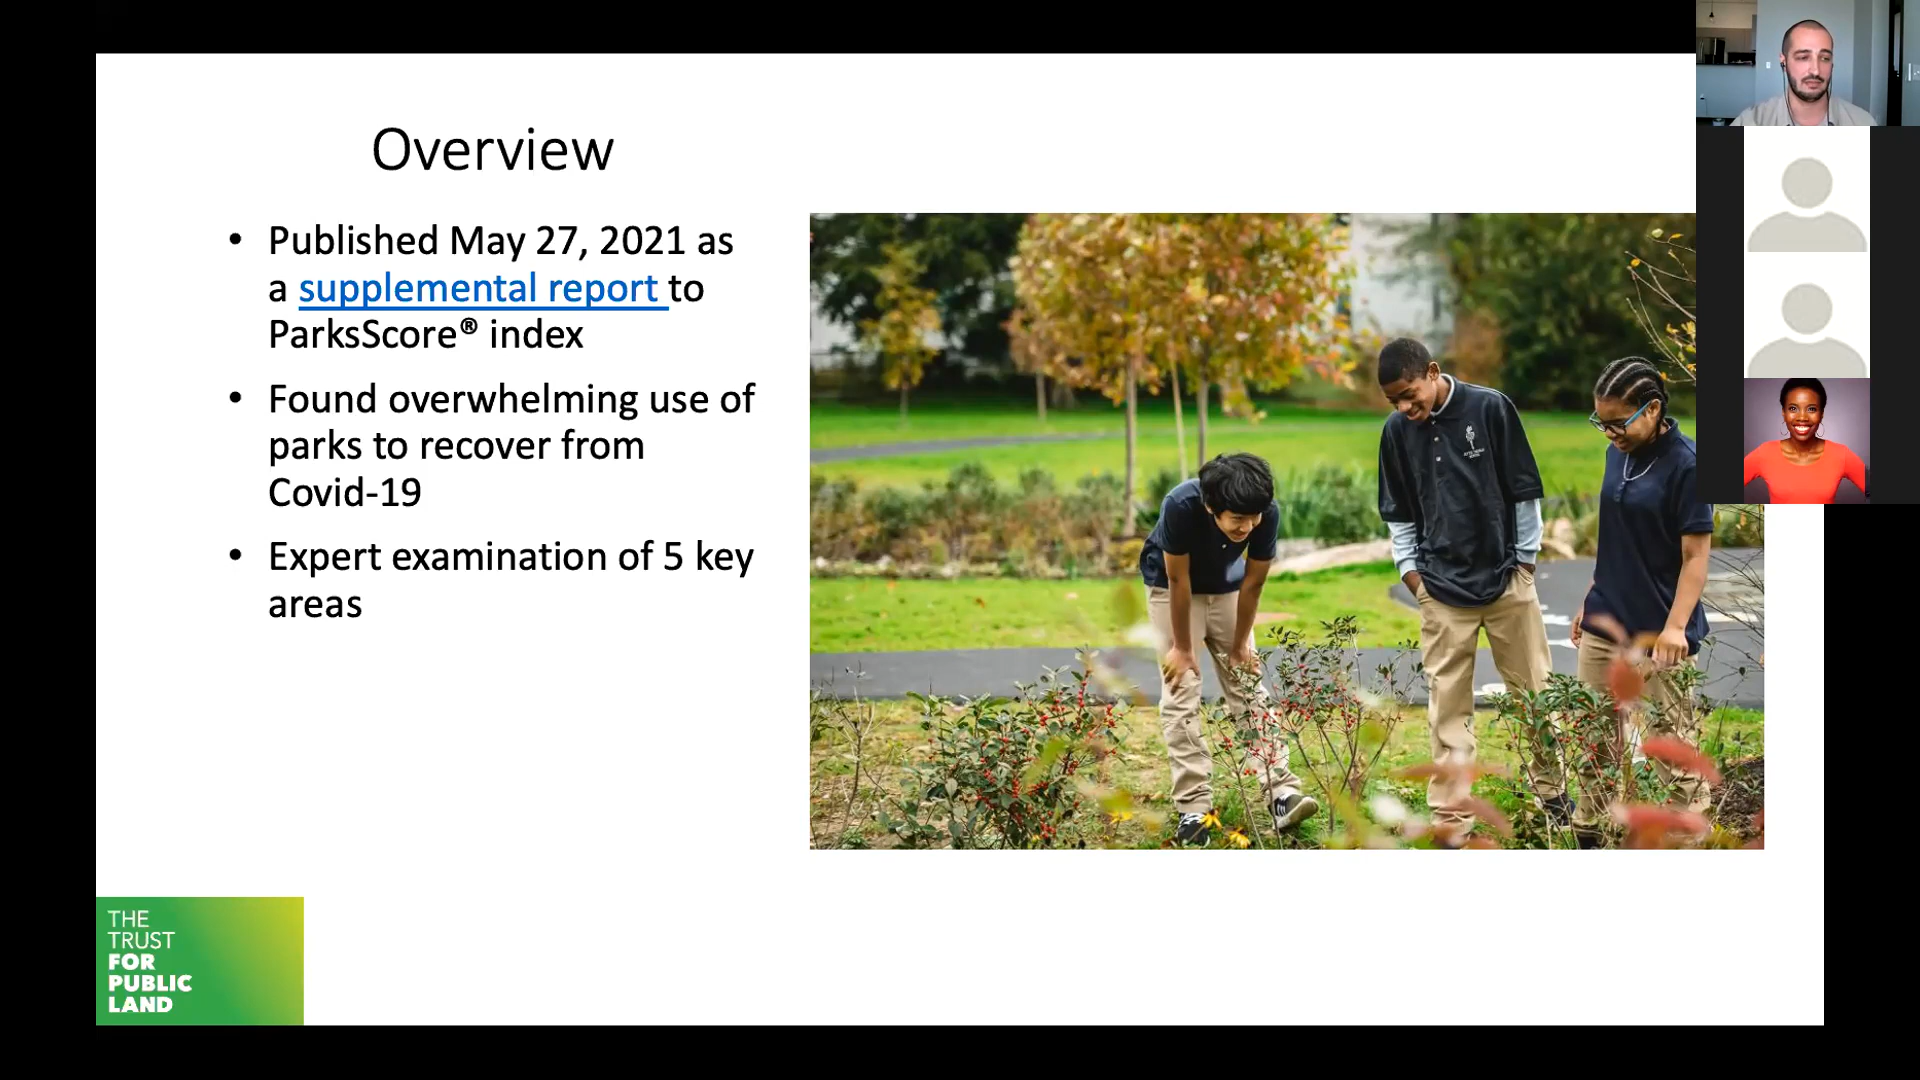 Overview
• Published May 27, 2021 as
a supplemental report to
ParksScore® index
• Found overwhelming use of
parks to recover from
Covid-19
• Expert examination of 5 key
areas
THE
TRUST
FOR
PUBLIC
LAND